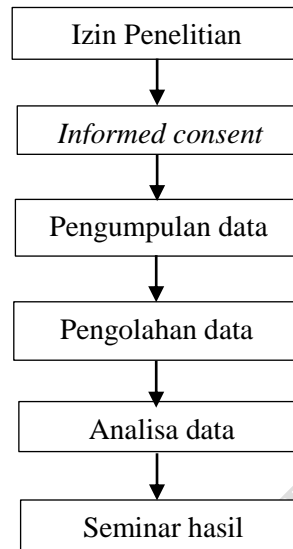 Izin Penelitian
Informed consent
Pengumpulan data
Pengolahan data
Analisa data
Seminar hasil